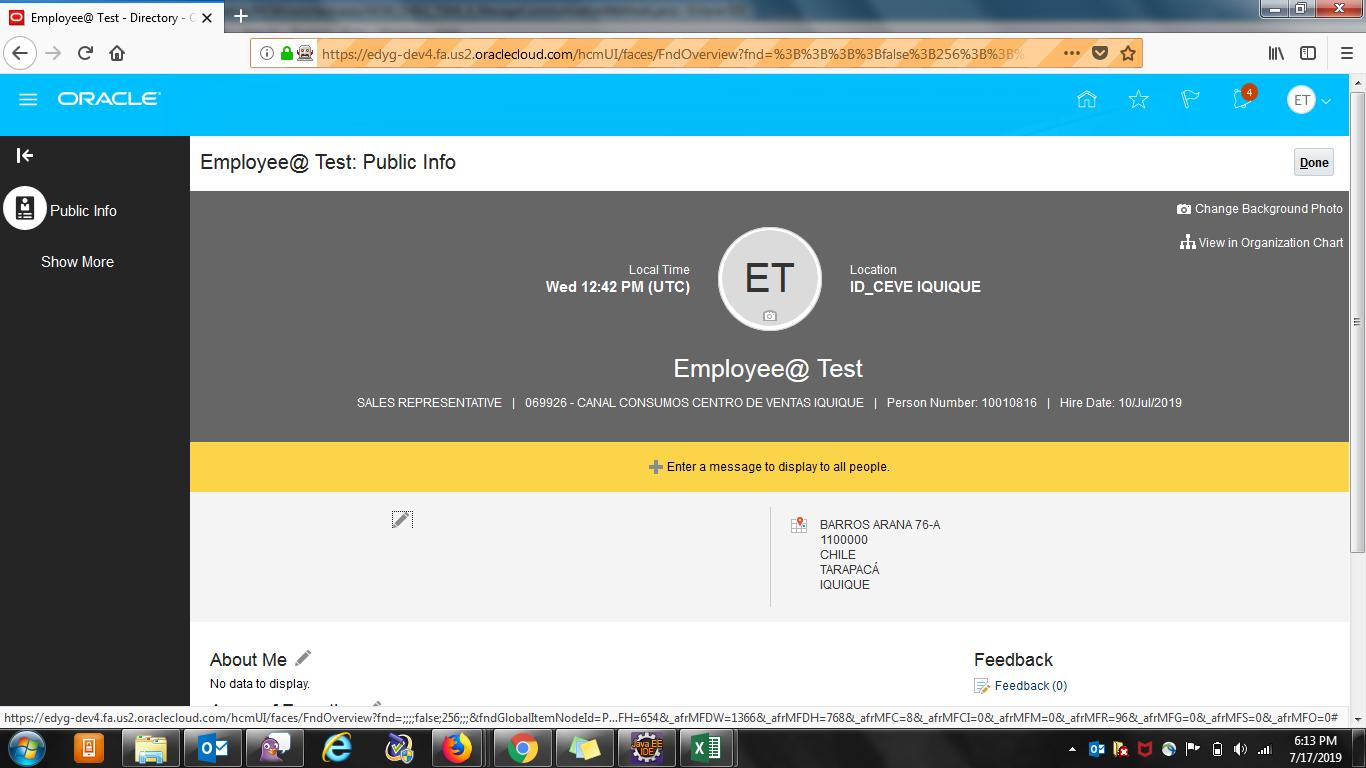 Employee@ Test - Directory - O
https://edyg-dev4.fa.us2.oraclecloud.com/hcmUI/faces/FndOverview?fnd=%3B%3B%3B%3Bfalse%3B256%3B%3B%
ORACLE
4
ET
Employee@ Test: Public Info
Done
Public Info
Show More
Change Background Photo
View in Organization Chart
Local Time
Wed 12:42 PM (UTC)
ET
Location
ID_CEVE IQUIQUE
Employee@ Test
SALES REPRESENTATIVE | 069926 - CANAL CONSUMOS CENTRO DE VENTAS IQUIQUE | Person Number: 10010816 | Hire Date: 10/Jul/2019
Enter a message to display to all people.
BARROS ARANA 76-A
1100000
CHILE
TARAPACÁ
IQUIQUE
About Me
No data to display.
Feedback
Feedback (0)
https://edyg-dev4.fa.us2.oraclecloud.com/hcmUI/faces/FndOverview?fnd=;;;;false;256;;;&fndGlobalItemNodeId=P...FH=654&_afrMFDW=1366&_afrMFDH=768&_afrMFC=8&_afrMFCI=0&_afrMFM=0&_afrMFR=96&_afrMFG=0&_afrMFS=0&_afrMFO=0#
Java EE
IDE
6:13 PM
7/17/2019